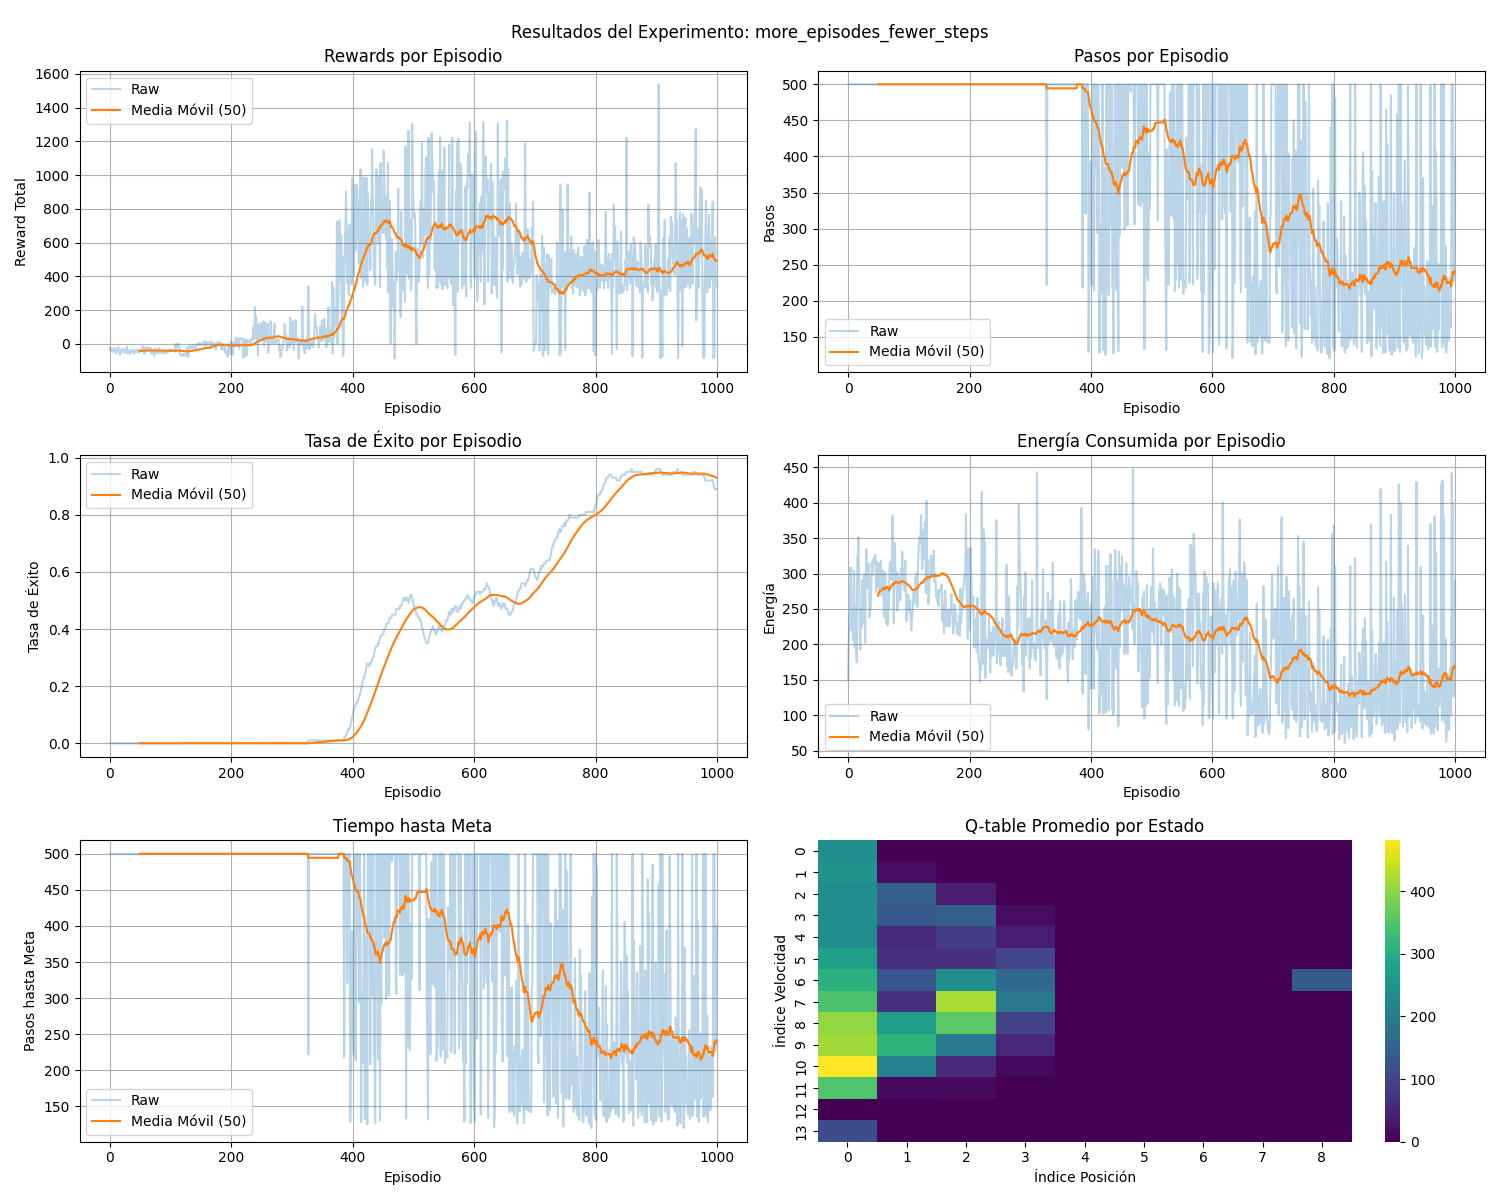 Resultados del Experimento: more_episodes_fewer_steps
Rewards por Episodio
Reward Total
1600
1400
1200
1000
800
600
400
200
0
Raw
Media Móvil (50)
0 200 400 600 800 1000
Episodio
Pasos por Episodio
Pasos
500
450
400
350
300
250
200
150
Raw
Media Móvil (50)
0 200 400 600 800 1000
Episodio
Tasa de Éxito por Episodio
Tasa de Éxito
1.0
0.8
0.6
0.4
0.2
0.0
Raw
Media Móvil (50)
0 200 400 600 800 1000
Episodio
Energía Consumida por Episodio
Energía
450
400
350
300
250
200
150
100
50
Raw
Media Móvil (50)
0 200 400 600 800 1000
Episodio
Tiempo hasta Meta
Pasos hasta Meta
500
450
400
350
300
250
200
150
Raw
Media Móvil (50)
0 200 400 600 800 1000
Episodio
Q-table Promedio por Estado
Índice Velocidad
0
1
2
3
4
5
6
7
8
9
10
11
12
13
0 1 2 3 4 5 6 7 8
Índice Posición
400
300
200
100
0